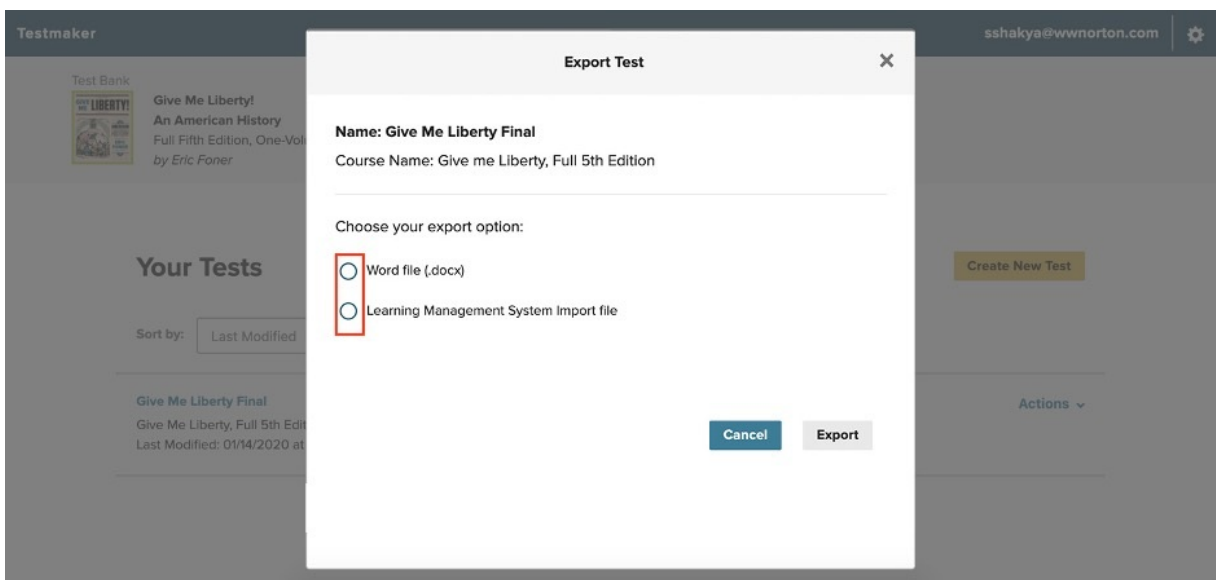 Testmaker
sshakya@wwnorton.com
Test Bank
LIBERTY!
Give Me Liberty!
An American History
Full Fifth Edition, One-Vol
by Eric Foner
Export Test
Name: Give Me Liberty Final
Course Name: Give me Liberty, Full 5th Edition
Choose your export option:
Word file (.docx)
Learning Management System Import file
Cancel
Export
Your Tests
Create New Test
Sort by:
Last Modified
Give Me Liberty Final
Give Me Liberty, Full 5th Edit
Last Modified: 01/14/2020 at
Actions